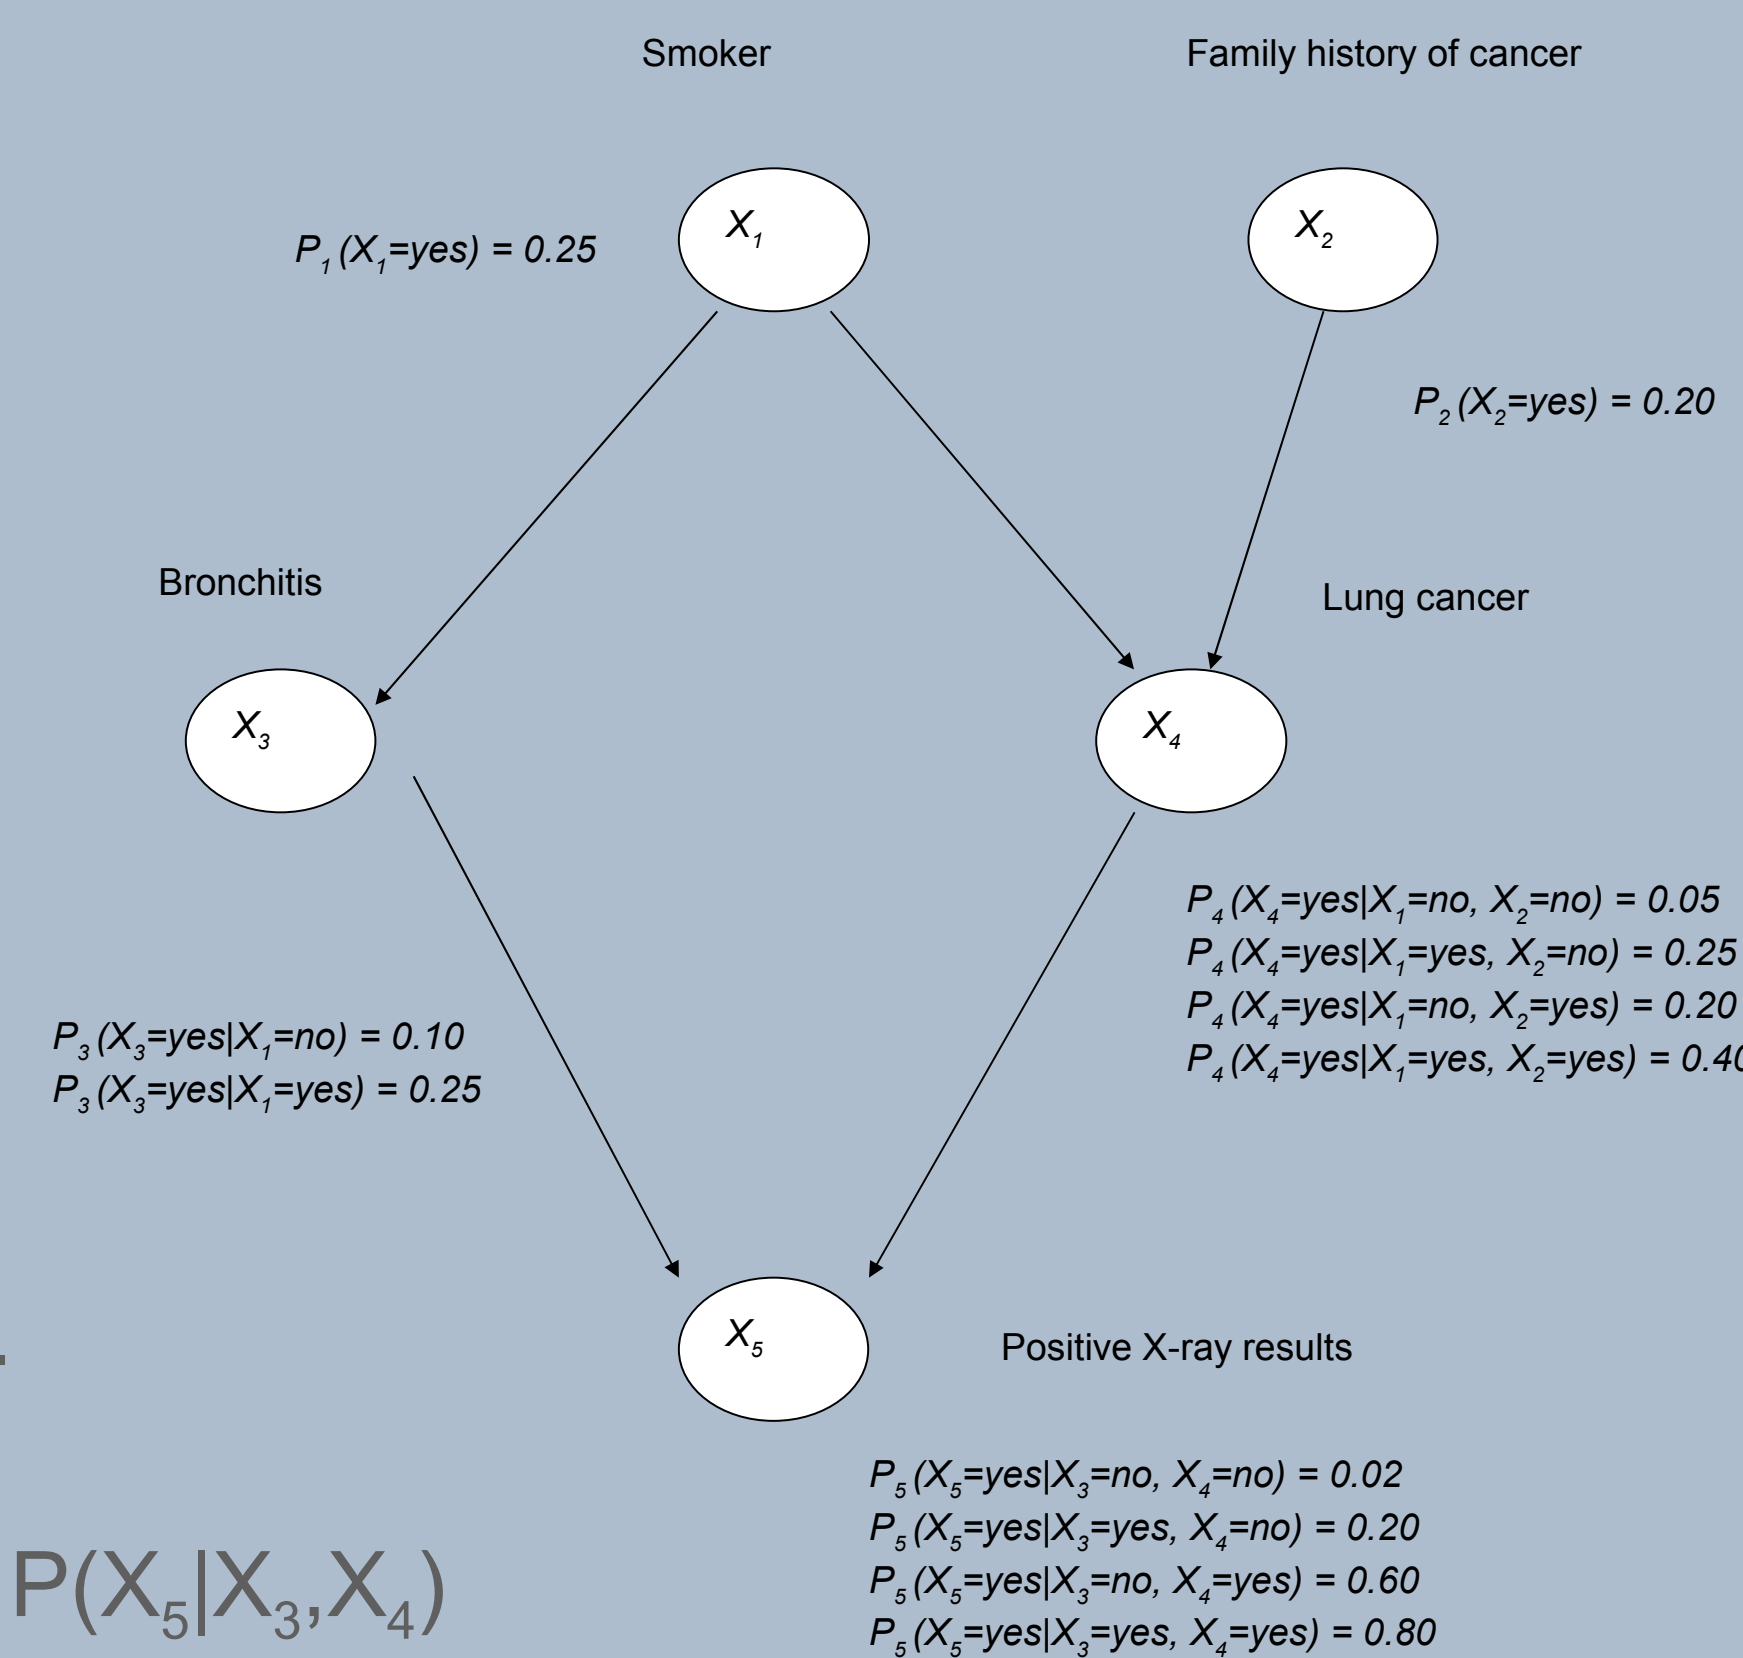 Smoker
Family history of cancer
P₁(X₁=yes) = 0.25
X₁
X₂
P₂(X₂=yes) = 0.20
Bronchitis
Lung cancer
X₃
X₄
P₄(X₄=yes|X₁=no, X₂=no) = 0.05
P₄(X₄=yes|X₁=yes, X₂=no) = 0.25
P₄(X₄=yes|X₁=no, X₂=yes) = 0.20
P₄(X₄=yes|X₁=yes, X₂=yes) = 0.40
P₃(X₃=yes|X₁=no) = 0.10
P₃(X₃=yes|X₁=yes) = 0.25
X₅
Positive X-ray results
P₅(X₅=yes|X₃=no, X₄=no) = 0.02
P₅(X₅=yes|X₃=yes, X₄=no) = 0.20
P₅(X₅=yes|X₃=no, X₄=yes) = 0.60
P₅(X₅=yes|X₃=yes, X₄=yes) = 0.80
P(X₅|X₃,X₄)